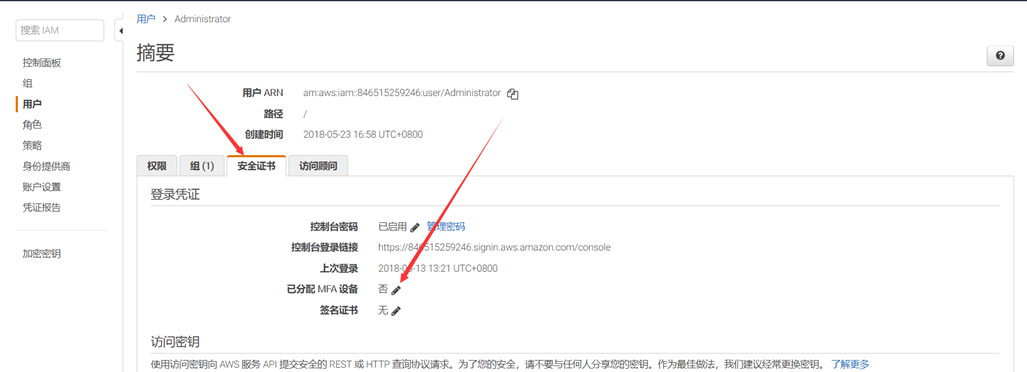 搜索 IAM
控制面板
组
用户
角色
策略
身份提供商
账户设置
凭证报告
加密密钥
用户 > Administrator
摘要
用户 ARN arn:aws:iam::846515259246:user/Administrator
路径 /
创建时间 2018-05-23 16:58 UTC+0800
权限 组 (1) 安全证书 访问顾问
登录凭证
控制台密码 已启用 管理密码
控制台登录链接 https://846515259246.signin.aws.amazon.com/console
上次登录 13:21 UTC+0800
已分配 MFA 设备 否
签名证书 无
访问密钥
使用访问密钥向 AWS 服务 API 提交安全的 REST 或 HTTP 查询协议请求。为了您的安全，请不要与任何人分享您的密钥。作为最佳做法，我们建议经常更换密钥。 了解更多